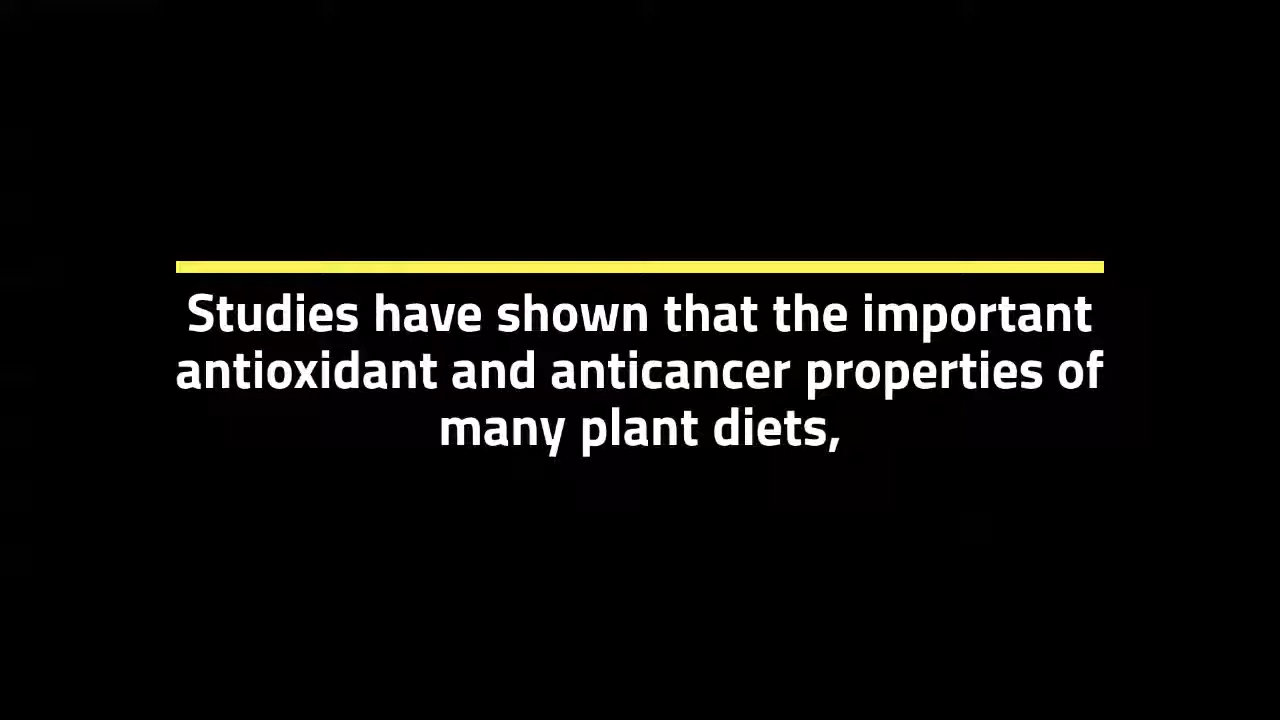 Studies have shown that the important
antioxidant and anticancer properties of
many plant diets,